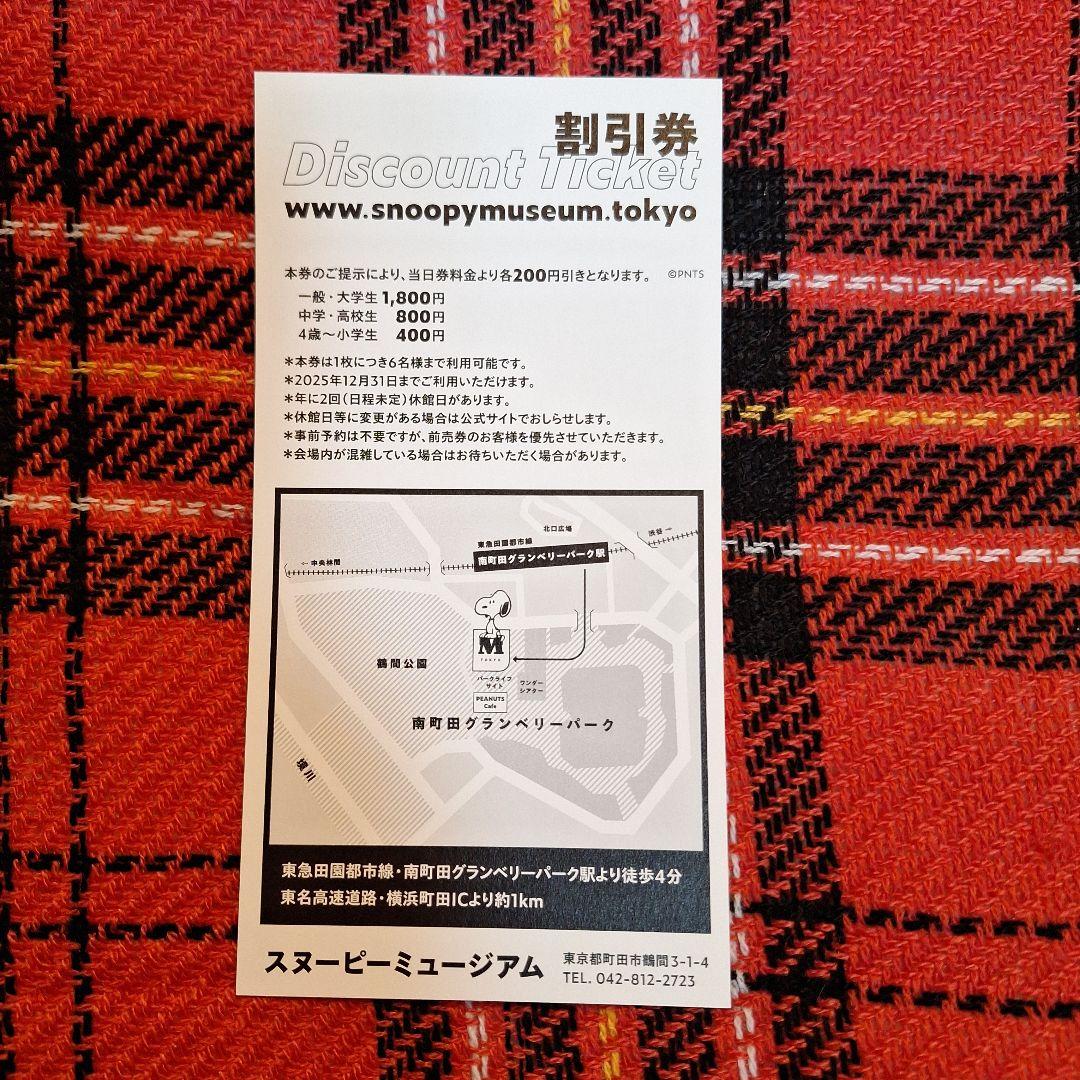 割引券
Discount Ticket
www.snoopymuseum.tokyo
本券のご提示により、当日券料金より各200円引きとなります。 ©PNTS
一般・大学生 1,800円
中学・高校生 800円
4歳～小学生 400円
＊本券は1枚につき6名様まで利用可能です。
＊2025年12月31日までご利用いただけます。
＊年に2回（日程未定）休館日があります。
＊休館日等に変更がある場合は公式サイトでおしらせします。
＊事前予約は不要ですが、前売券のお客様を優先させていただきます。
＊会場内が混雑している場合はお待ちいただく場合があります。
北口広場
渋谷→
東急田園都市線
南町田グランベリーパーク駅
←中央林間
M
TOKYO
鶴間公園
パークライフ
サイト
ワンダー
シアター
PEANUTS
Cafe
南町田グランベリーパーク
境川
東急田園都市線・南町田グランベリーパーク駅より徒歩4分
東名高速道路・横浜町田ICより約1km
スヌーピーミュージアム
東京都町田市鶴間3-1-4
TEL. 042-812-2723